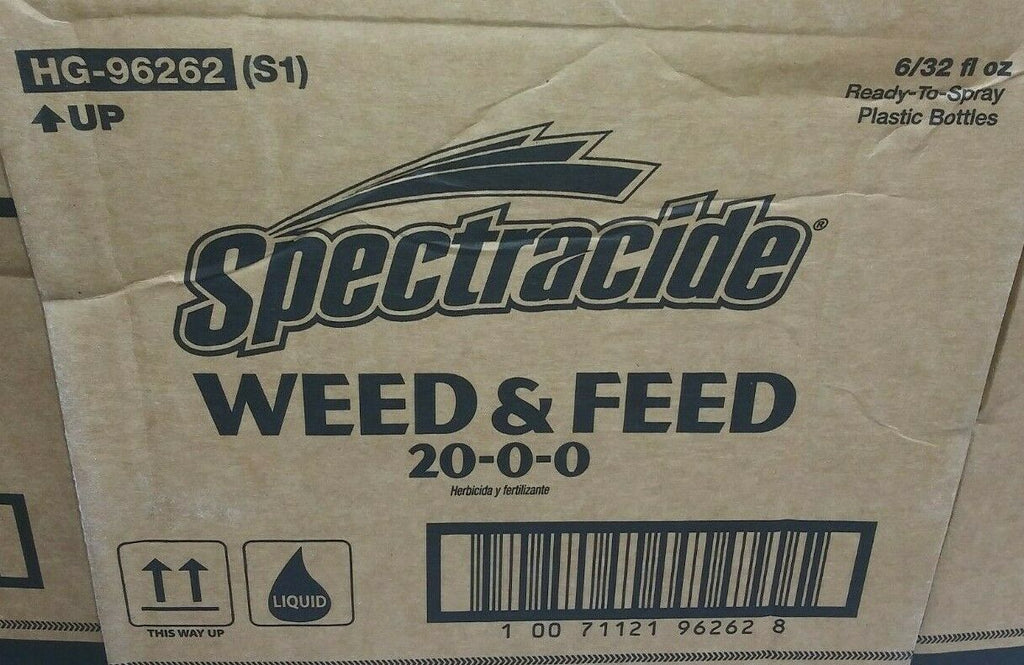 HG-96262 (S1)
UP
6/32 fl oz
Ready-To-Spray
Plastic Bottles
Spectracide®
WEED & FEED
20-0-0
Herbicida y fertilizante
THIS WAY UP
LIQUID
1 00 71121 96262 8